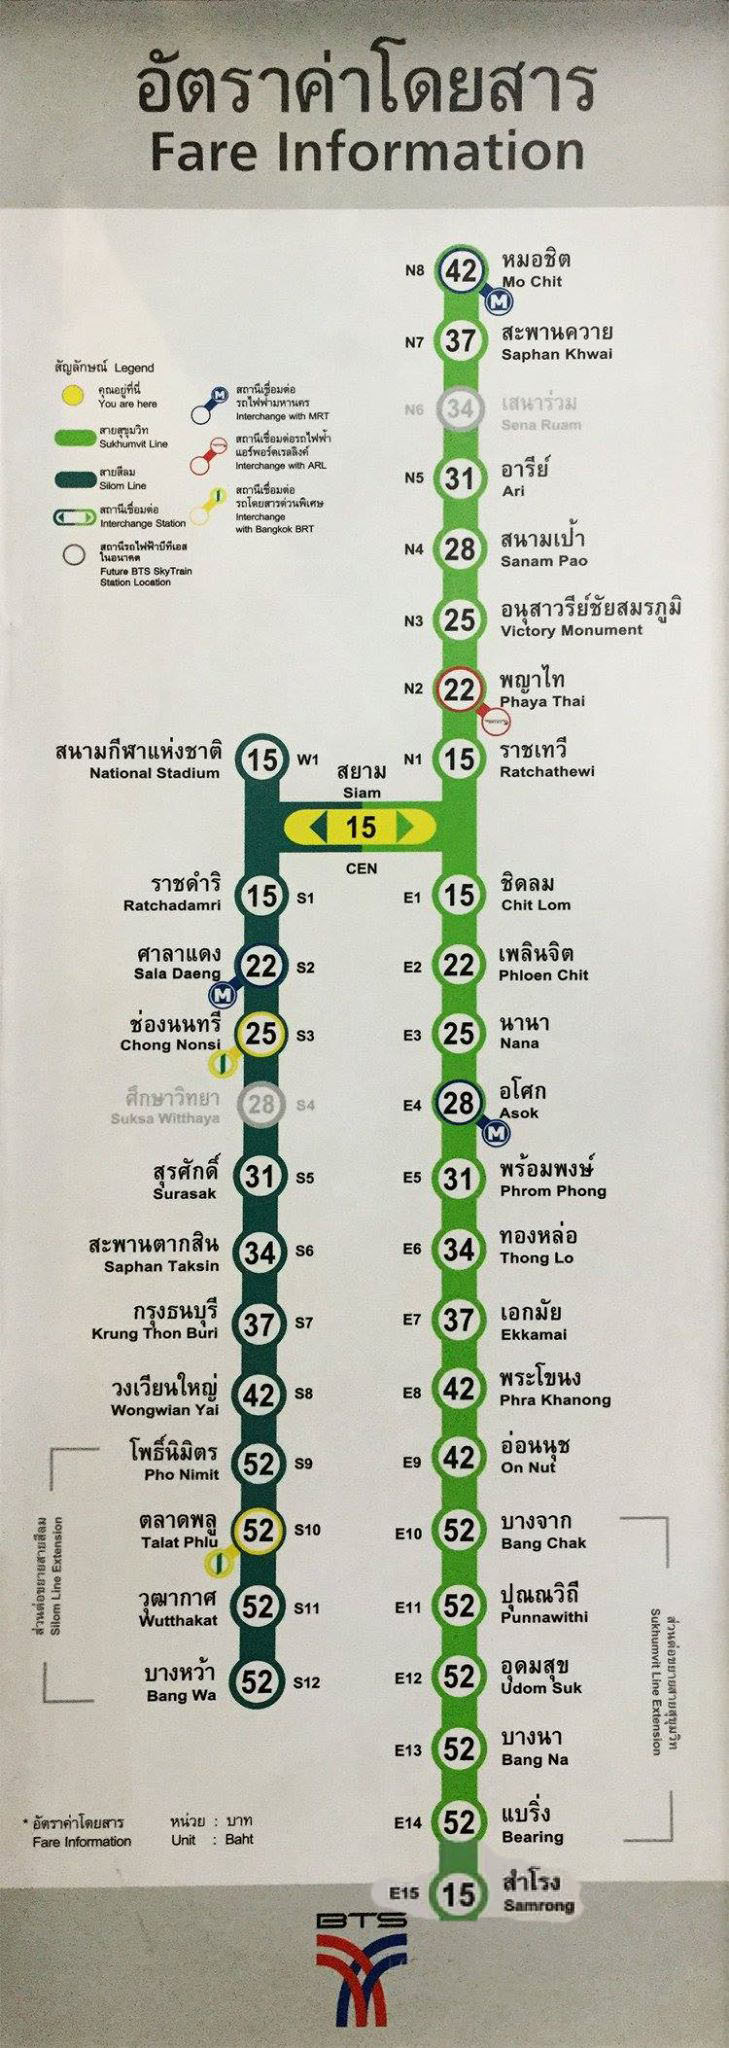 อัตราค่าโดยสาร
Fare Information
สัญลักษณ์ Legend
คุณอยู่ที่นี่
You are here
สายสุขุมวิท
Sukhumvit Line
สายสีลม
Silom Line
สถานีเชื่อมต่อ
Interchange Station
สถานีรถไฟฟ้าบีทีเอส
ในอนาคต
Future BTS SkyTrain
Station Location
M
สถานีเชื่อมต่อ
รถไฟฟ้ามหานคร
Interchange with MRT
สถานีเชื่อมต่อรถไฟฟ้า
แอร์พอร์ตเรลลิงก์
Interchange with ARL
สถานีเชื่อมต่อ
รถโดยสารด่วนพิเศษ
Interchange
with Bangkok BRT
N8 42 หมอชิต
Mo Chit
M
N7 37 สะพานควาย
Saphan Khwai
N6 34 เสนาร่วม
Sena Ruam
N5 31 อารีย์
Ari
N4 28 สนามเป้า
Sanam Pao
N3 25 อนุสาวรีย์ชัยสมรภูมิ
Victory Monument
N2 22 พญาไท
Phaya Thai
N1 15 ราชเทวี
Ratchathewi
สนามกีฬาแห่งชาติ 15 W1
National Stadium
สยาม
Siam
15
CEN
ราชดำริ 15 S1
Ratchadamri
ศาลาแดง 22 S2
Sala Daeng
M
ช่องนนทรี 25 S3
Chong Nonsi
ศึกษาวิทยา 28 S4
Suksa Witthaya
สุรศักดิ์ 31 S5
Surasak
สะพานตากสิน 34 S6
Saphan Taksin
กรุงธนบุรี 37 S7
Krung Thon Buri
วงเวียนใหญ่ 42 S8
Wongwian Yai
โพธิ์นิมิตร 52 S9
Pho Nimit
ตลาดพลู 52 S10
Talat Phlu
วุฒากาศ 52 S11
Wutthakat
บางหว้า 52 S12
Bang Wa
ส่วนต่อขยายสายสีลม
Silom Line Extension
E1 15 ชิดลม
Chit Lom
E2 22 เพลินจิต
Phloen Chit
E3 25 นานา
Nana
E4 28 อโศก
Asok
M
E5 31 พร้อมพงษ์
Phrom Phong
E6 34 ทองหล่อ
Thong Lo
E7 37 เอกมัย
Ekkamai
E8 42 พระโขนง
Phra Khanong
E9 42 อ่อนนุช
On Nut
E10 52 บางจาก
Bang Chak
E11 52 ปุณณวิถี
Punnawithi
E12 52 อุดมสุข
Udom Suk
E13 52 บางนา
Bang Na
E14 52 แบริ่ง
Bearing
E15 15 สำโรง
Samrong
ส่วนต่อขยายสายสุขุมวิท
Sukhumvit Line Extension
* อัตราค่าโดยสาร หน่วย : บาท
Fare Information Unit : Baht
BTS